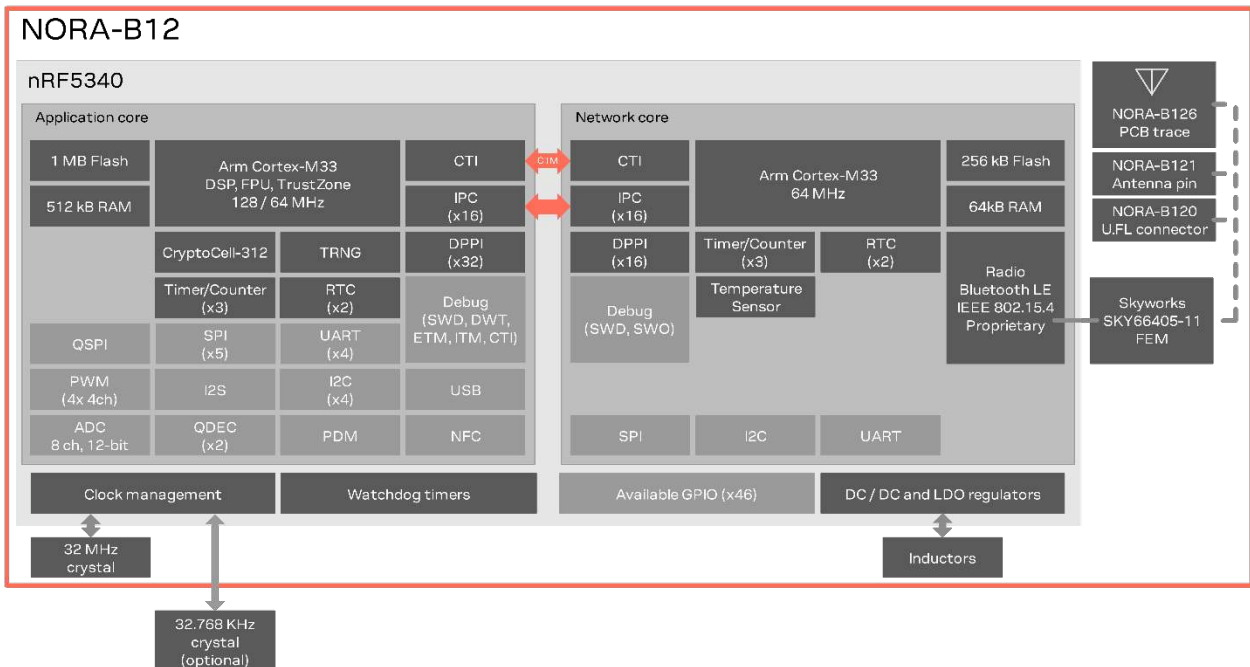 NORA-B12
nRF5340
Application core
1 MB Flash
512 kB RAM
Arm Cortex-M33
DSP, FPU, TrustZone
128 / 64 MHz
CTI
IPC
(x16)
CryptoCell-312
TRNG
DPPI
(x32)
Timer/Counter
(x3)
RTC
(x2)
Debug
(SWD, DWT,
ETM, ITM, CTI)
QSPI
SPI
(x5)
UART
(x4)
PWM
(4x 4ch)
I2S
I2C
(x4)
USB
ADC
8 ch, 12-bit
QDEC
(x2)
PDM
NFC
CTM
Network core
CTI
IPC
(x16)
Arm Cortex-M33
64 MHz
256 kB Flash
64kB RAM
DPPI
(x16)
Timer/Counter
(x3)
RTC
(x2)
Debug
(SWD, SWO)
Temperature
Sensor
Radio
Bluetooth LE
IEEE 802.15.4
Proprietary
SPI
I2C
UART
Clock management
Watchdog timers
Available GPIO (x46)
DC / DC and LDO regulators
32 MHz
crystal
Inductors
32.768 KHz
crystal
(optional)
NORA-B126
PCB trace
NORA-B121
Antenna pin
NORA-B120
U.FL connector
Skyworks
SKY66405-11
FEM